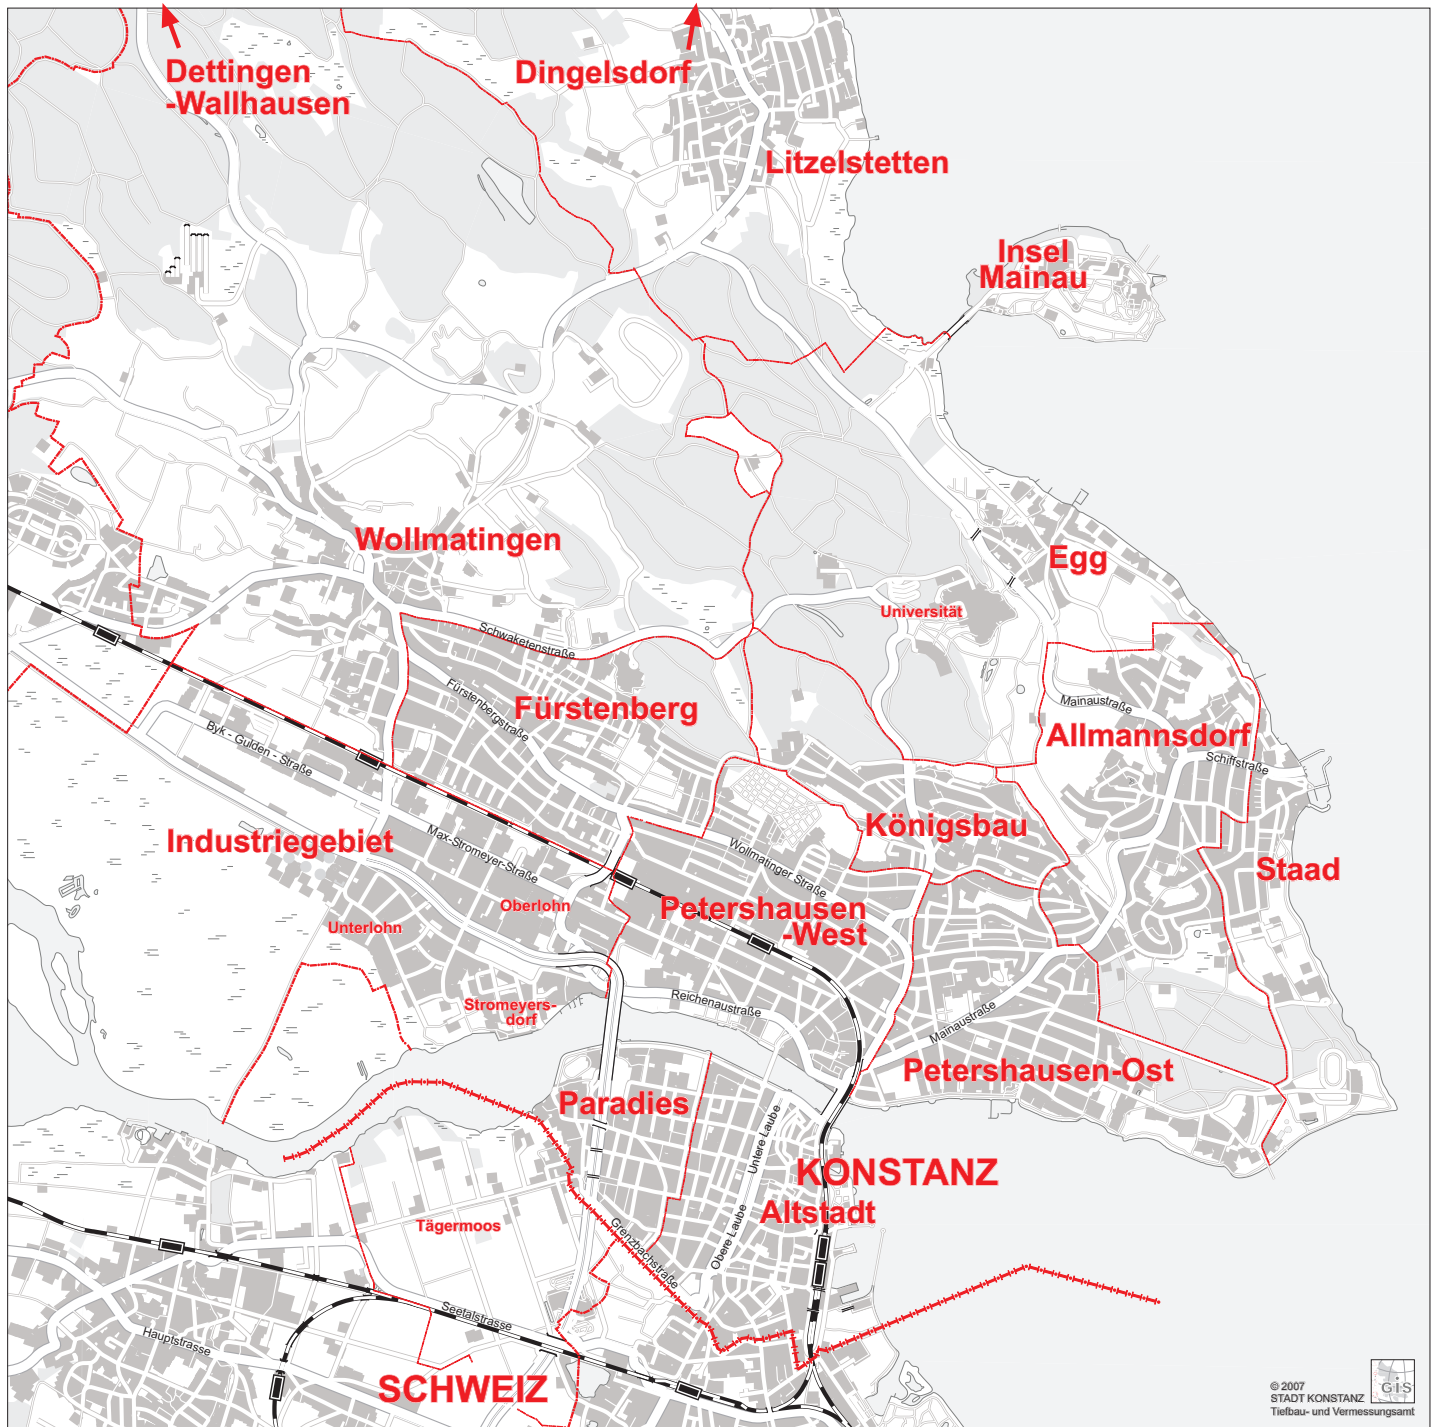 Dettingen
-Wallhausen
Dingelsdorf
Litzelstetten
Insel
Mainau
Wollmatingen
Egg
Universität
Schwaketenstraße
Fürstenbergstraße
Fürstenberg
Mainaustraße
Allmannsdorf
Schiffstraße
Byk - Gulden - Straße
Industriegebiet
Max-Stromeyer-Straße
Königsbau
Wollmatinger Straße
Staad
Oberlohn
Petershausen
-West
Unterlohn
Stromeyers-
dorf
Reichenaustraße
Mainaustraße
Petershausen-Ost
Paradies
Untere Laube
KONSTANZ
Altstadt
Tägermoos
Grenzbachstraße
Obere Laube
Seetalstrasse
Hauptstrasse
SCHWEIZ
© 2007
STADT KONSTANZ
Tiefbau- und Vermessungsamt
GIS